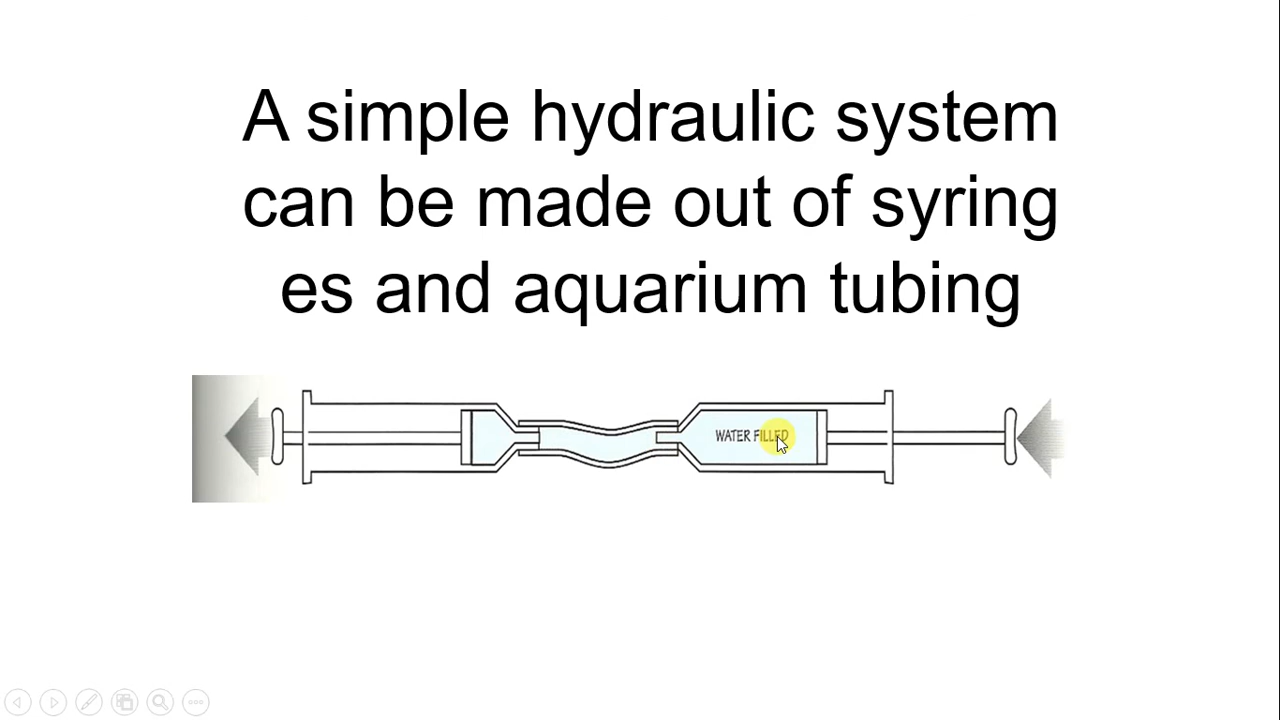 A simple hydraulic system
can be made out of syring
es and aquarium tubing
WATER FILLED